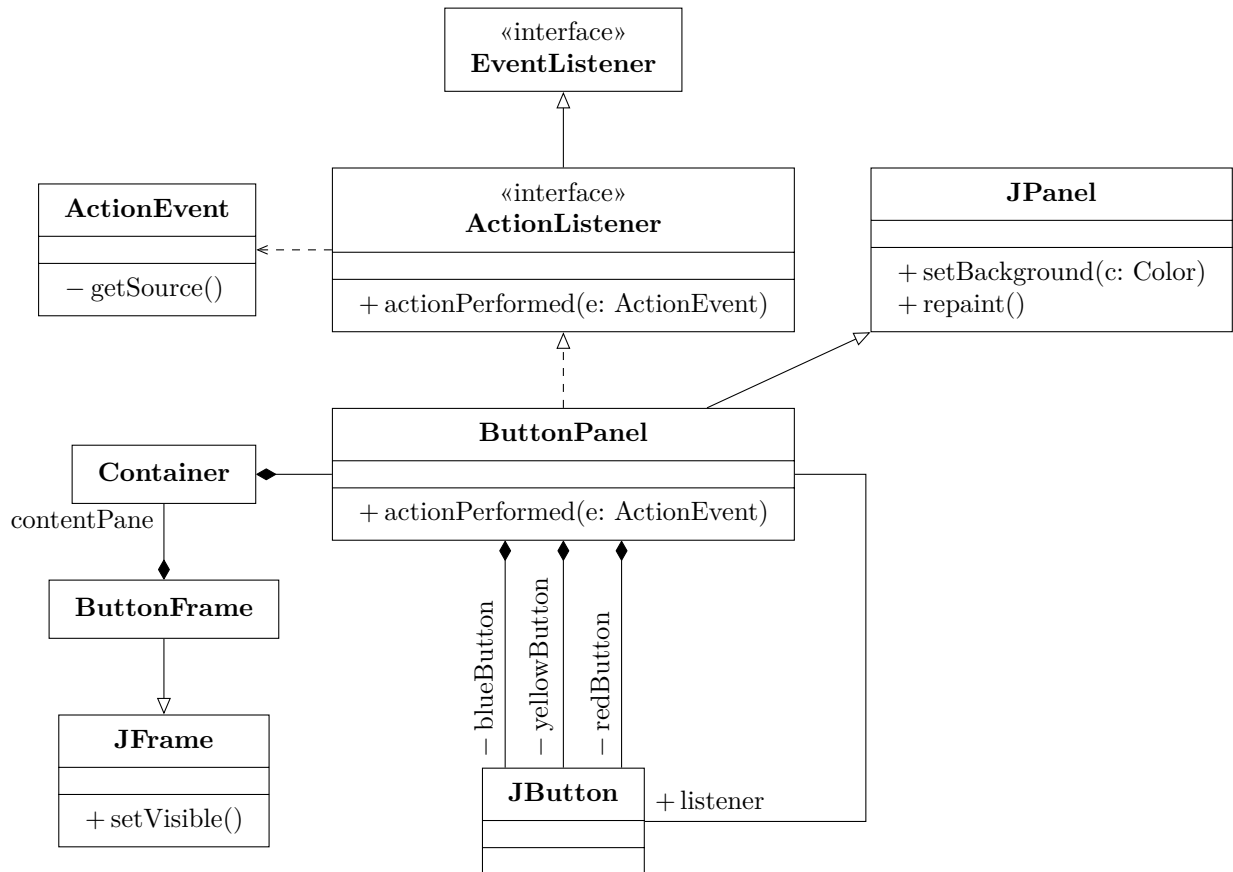 «interface»
EventListener
«interface»
ActionListener
+ actionPerformed(e: ActionEvent)
ActionEvent
− getSource()
JPanel
+ setBackground(c: Color)
+ repaint()
ButtonPanel
+ actionPerformed(e: ActionEvent)
Container
contentPane
ButtonFrame
JFrame
+ setVisible()
− blueButton
− yellowButton
− redButton
JButton
+ listener